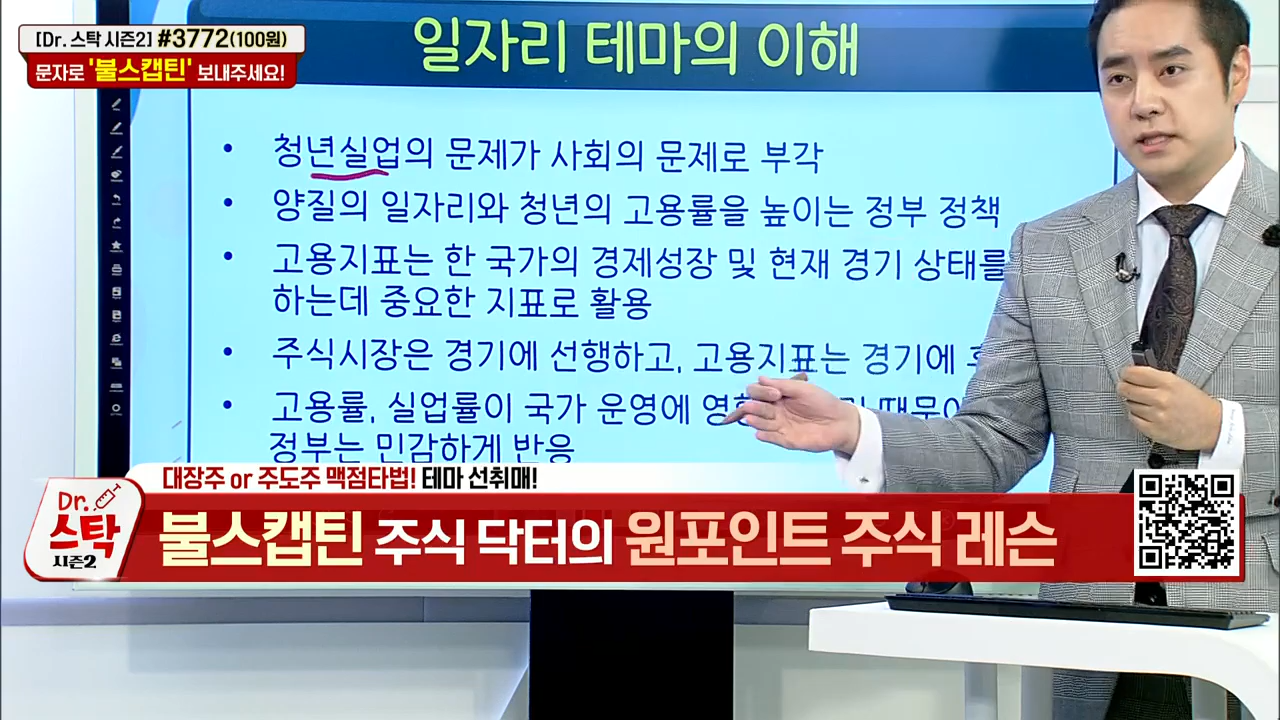 [Dr. 스탁 시즌2] #3772(100원)
문자로 '불스캡틴' 보내주세요!
일자리 테마의 이해
• 청년실업의 문제가 사회의 문제로 부각
• 양질의 일자리와 청년의 고용률을 높이는 정부 정책
• 고용지표는 한 국가의 경제성장 및 현재 경기 상태를
하는데 중요한 지표로 활용
• 주식시장은 경기에 선행하고, 고용지표는 경기에
• 고용률, 실업률이 국가 운영에 때문에
정부는 민감하게 반응
대장주 or 주도주 맥점타법! 테마 선취매!
Dr.
스탁
시즌2
불스캡틴 주식 닥터의 원포인트 주식 레슨